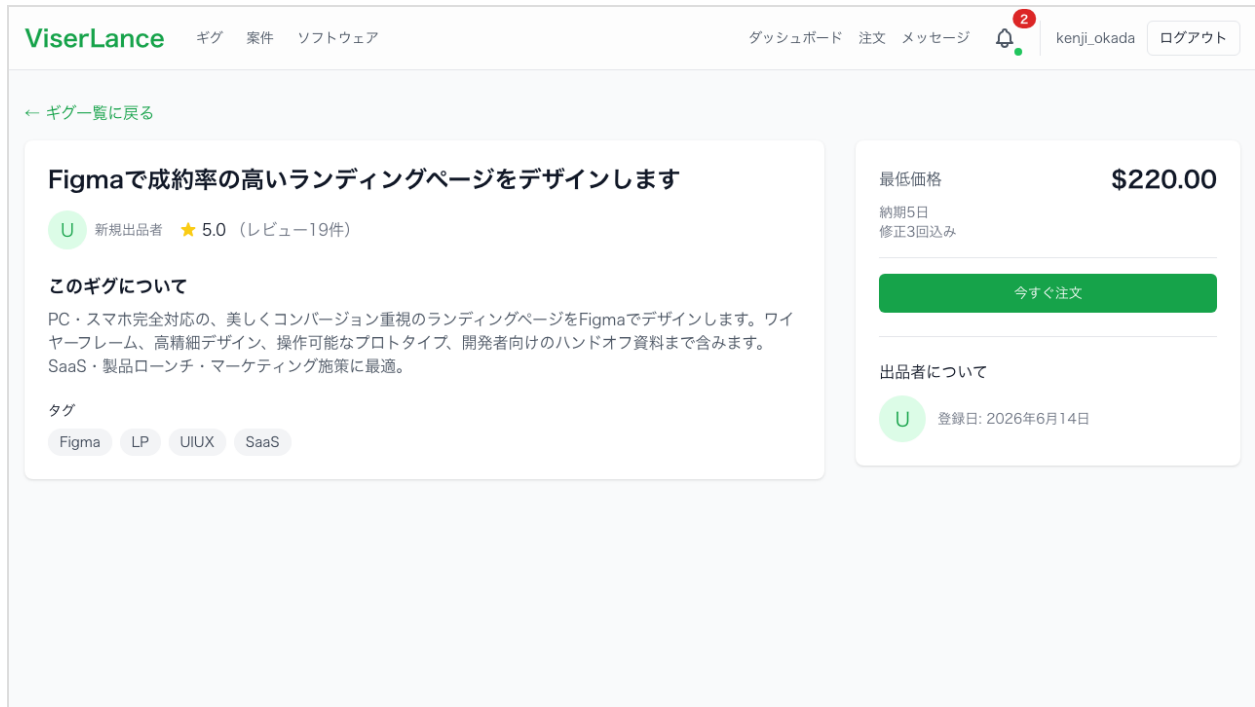 ViserLance ギグ 案件 ソフトウェア ダッシュボード 注文 メッセージ 2 kenji_okada ログアウト
← ギグ一覧に戻る
Figmaで成約率の高いランディングページをデザインします
U 新規出品者 ★ 5.0 （レビュー19件）
このギグについて
PC・スマホ完全対応の、美しくコンバージョン重視のランディングページをFigmaでデザインします。ワイ
ヤーフレーム、高精細デザイン、操作可能なプロトタイプ、開発者向けのハンドオフ資料まで含みます。
SaaS・製品ローンチ・マーケティング施策に最適。
タグ
Figma LP UIUX SaaS
最低価格 $220.00
納期5日
修正3回込み
今すぐ注文
出品者について
U 登録日: 2026年6月14日